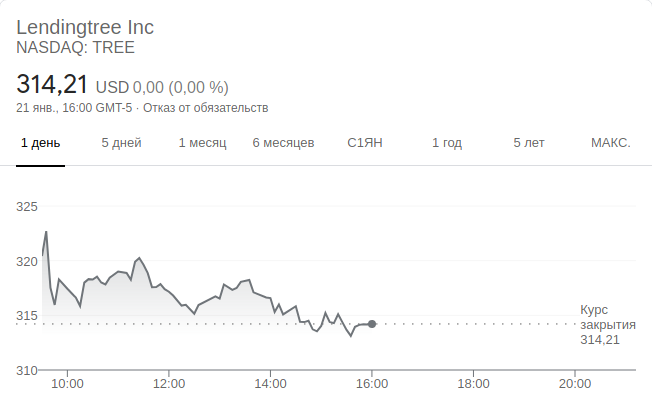 Lendingtree Inc
NASDAQ: TREE
314,21 USD 0,00 (0,00 %)
21 янв., 16:00 GMT-5 · Отказ от обязательств
1 день 5 дней 1 месяц 6 месяцев С1ЯН 1 год 5 лет МАКС.
325
320
315
310
Курс
закрытия
314,21
10:00 12:00 14:00 16:00 18:00 20:00